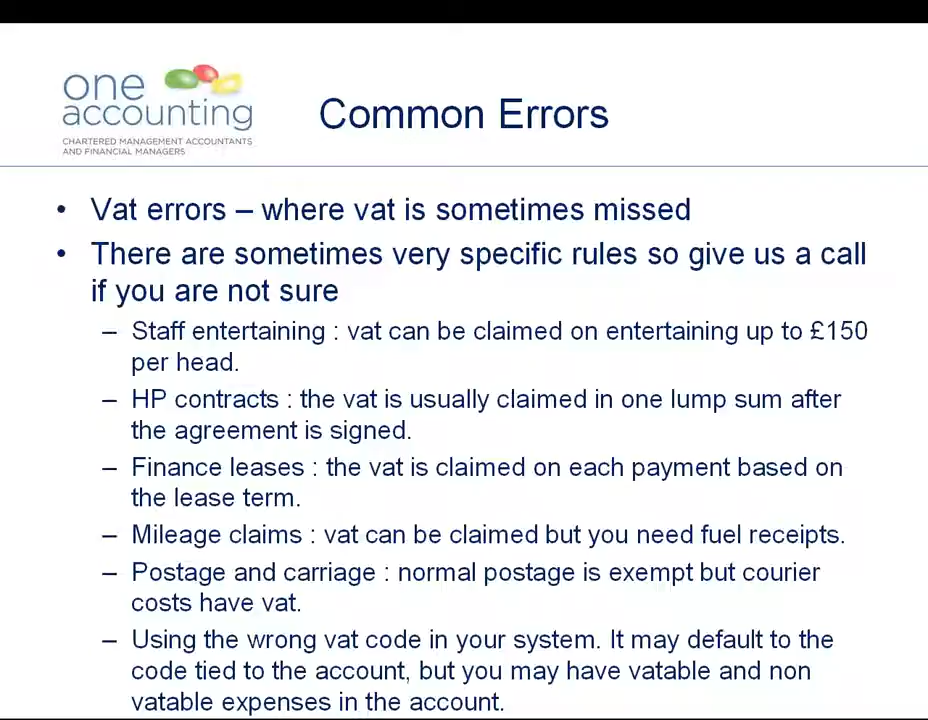 one
accounting
CHARTERED MANAGEMENT ACCOUNTANTS
AND FINANCIAL MANAGERS
Common Errors
• Vat errors – where vat is sometimes missed
• There are sometimes very specific rules so give us a call
if you are not sure
– Staff entertaining : vat can be claimed on entertaining up to £150
per head.
– HP contracts : the vat is usually claimed in one lump sum after
the agreement is signed.
– Finance leases : the vat is claimed on each payment based on
the lease term.
– Mileage claims : vat can be claimed but you need fuel receipts.
– Postage and carriage : normal postage is exempt but courier
costs have vat.
– Using the wrong vat code in your system. It may default to the
code tied to the account, but you may have vatable and non
vatable expenses in the account.